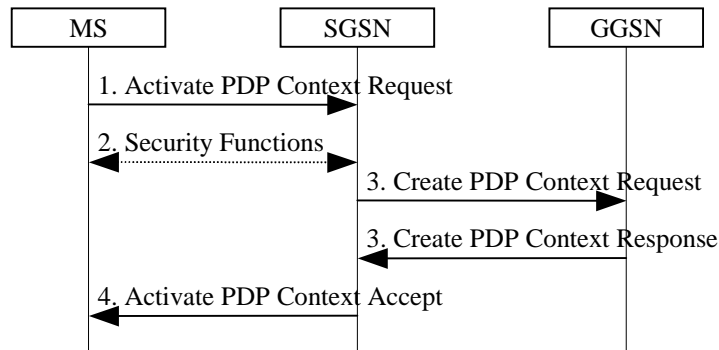 MS SGSN GGSN
1. Activate PDP Context Request
2. Security Functions
3. Create PDP Context Request
3. Create PDP Context Response
4. Activate PDP Context Accept